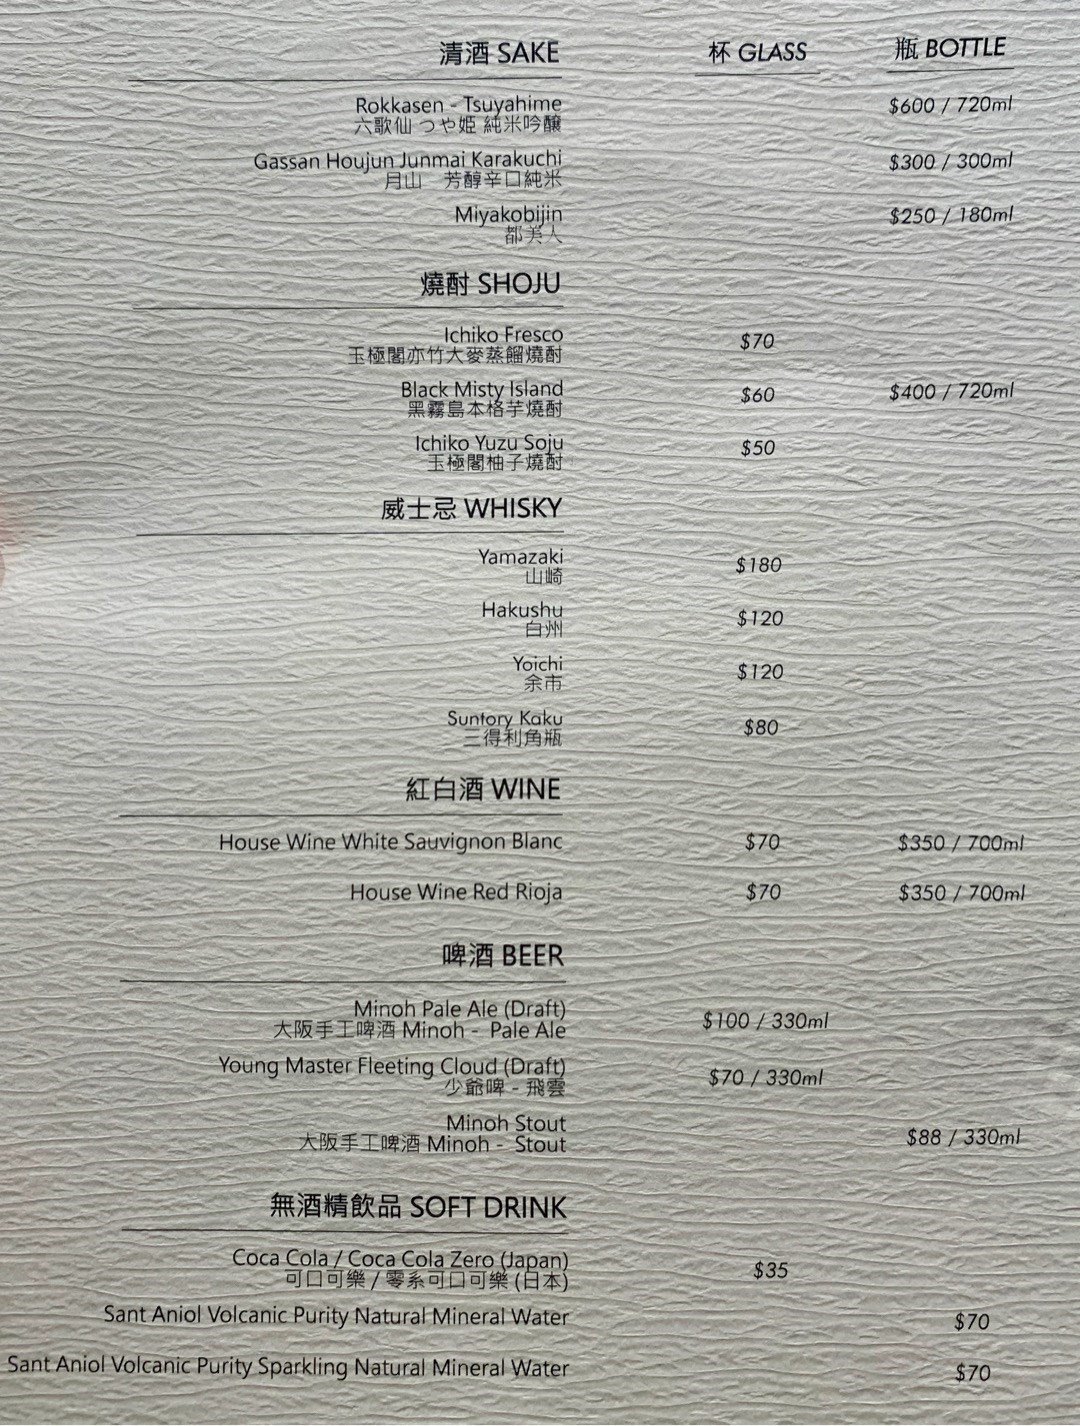 清酒 SAKE 杯 GLASS 瓶 BOTTLE
Rokkasen - Tsuyahime $600 / 720ml
六歌仙 つや姫 純米吟釀
Gassan Houjun Junmai Karakuchi $300 / 300ml
月山 芳醇辛口純米
Miyakobijin $250 / 180ml
都美人
燒酎 SHOJU
Ichiko Fresco $70
玉極閣亦竹大麥蒸餾燒酎
Black Misty Island $60 $400 / 720ml
黑霧島本格芋燒酎
Ichiko Yuzu Soju $50
玉極閣柚子燒酎
威士忌 WHISKY
Yamazaki $180
山崎
Hakushu $120
白州
Yoichi $120
余市
Suntory Kaku $80
三得利角瓶
紅白酒 WINE
House Wine White Sauvignon Blanc $70 $350 / 700ml
House Wine Red Rioja $70 $350 / 700ml
啤酒 BEER
Minoh Pale Ale (Draft) $100 / 330ml
大阪手工啤酒 Minoh - Pale Ale
Young Master Fleeting Cloud (Draft) $70 / 330ml
少爺啤 - 飛雲
Minoh Stout $88 / 330ml
大阪手工啤酒 Minoh - Stout
無酒精飲品 SOFT DRINK
Coca Cola / Coca Cola Zero (Japan) $35
可口可樂 / 零系可口可樂 (日本)
Sant Aniol Volcanic Purity Natural Mineral Water $70
Sant Aniol Volcanic Purity Sparkling Natural Mineral Water $70